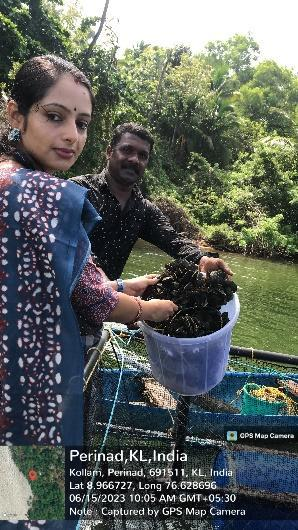 GPS Map Camera
Perinad,KL,India
Kollam, Perinad, 691511, KL, India
Lat 8.966727, Long 76.628696
06/15/2023 10:05 AM GMT+05:30
Note : Captured by GPS Map Camera